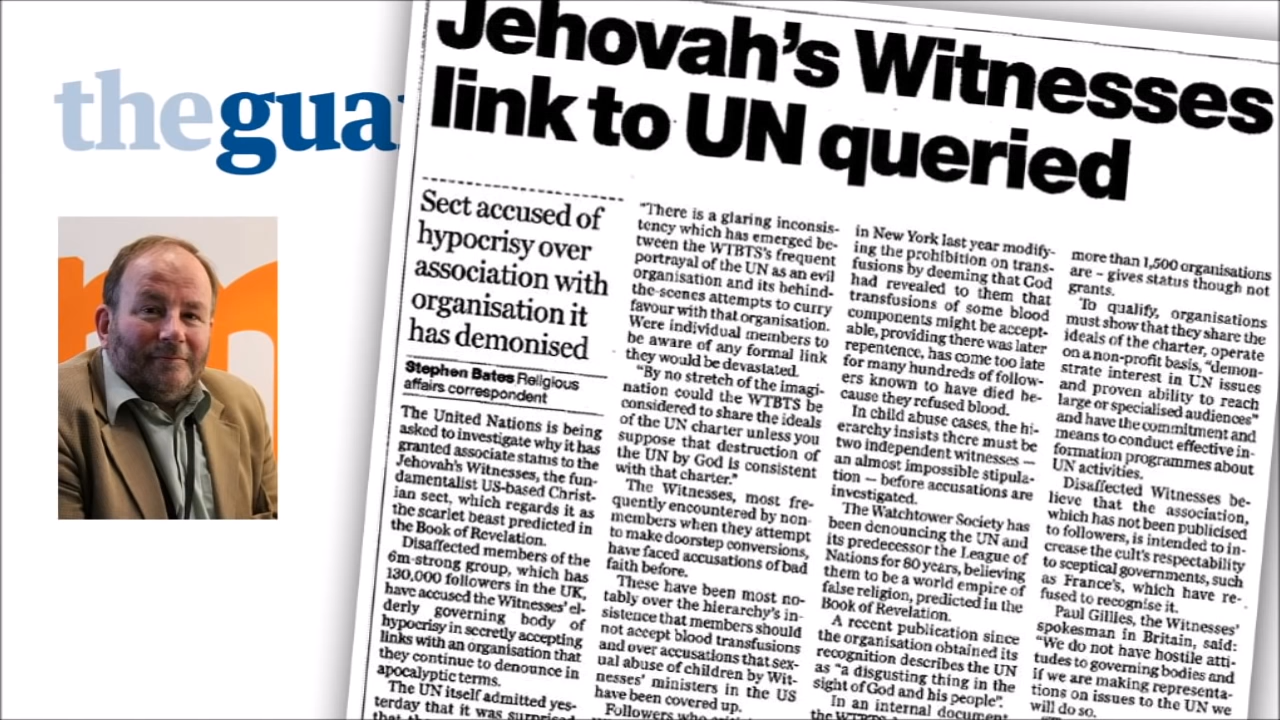 theguar
Jehovah's Witnesses
link to UN queried
Sect accused of
hypocrisy over
association with
organisation it
has demonised
Stephen Bates Religious
affairs correspondent
The United Nations is being
asked to investigate why it has
granted associate status to the
Jehovah's Witnesses, the fun-
damentalist US-based Christ-
ian sect, which regards it as
the scarlet beast predicted in
the Book of Revelation.
Disaffected members of the
6m-strong group, which has
130,000 followers in the UK,
have accused the Witnesses' el-
derly governing body of
hypocrisy in secretly accepting
links with an organisation that
they continue to denounce in
apocalyptic terms.
The UN itself admitted yes-
terday that it was surprised
"There is a glaring inconsis-
tency which has emerged be-
tween the WTBTS's frequent
portrayal of the UN as an evil
organisation and its behind-
the-scenes attempts to curry
favour with that organisation.
Were individual members to
be aware of any formal link
they would be devastated.
"By no stretch of the imagi-
nation could the WTBTS be
considered to share the ideals
of the UN charter unless you
suppose that destruction of
the UN by God is consistent
with that charter."
The Witnesses, most fre-
quently encountered by non-
members when they attempt
to make doorstep conversions,
have faced accusations of bad
faith before.
These have been most no-
tably over the hierarchy's in-
sistence that members should
not accept blood transfusions
and over accusations that sex-
ual abuse of children by Wit-
nesses' ministers in the US
have been covered up.
Followers who
in New York last year modify-
ing the prohibition on trans-
fusions by deeming that God
had revealed to them that
transfusions of some blood
components might be accept-
able, providing there was later
repentence, has come too late
for many hundreds of follow-
ers known to have died be-
cause they refused blood.
In child abuse cases, the hi-
erarchy insists there must be
two independent witnesses —
an almost impossible stipula-
tion — before accusations are
investigated.
The Watchtower Society has
been denouncing the UN and
its predecessor the League of
Nations for 80 years, believing
them to be a world empire of
false religion, predicted in the
Book of Revelation.
A recent publication since
the organisation obtained its
recognition describes the UN
as "a disgusting thing in the
sight of God and his people".
In an internal document
the WTBTS
more than 1,500 organisations
are – gives status though not
grants.
To qualify, organisations
must show that they share the
ideals of the charter, operate
on a non-profit basis, "demon-
strate interest in UN issues
and proven ability to reach
large or specialised audiences"
and have the commitment and
means to conduct effective in-
formation programmes about
UN activities.
Disaffected Witnesses be-
lieve that the association,
which has not been publicised
to followers, is intended to in-
crease the cult's respectability
to sceptical governments, such
as France's, which have re-
fused to recognise it.
Paul Gillies, the Witnesses'
spokesman in Britain, said:
"We do not have hostile atti-
tudes to governing bodies and
if we are making representa-
tions on issues to the UN we
will do so.